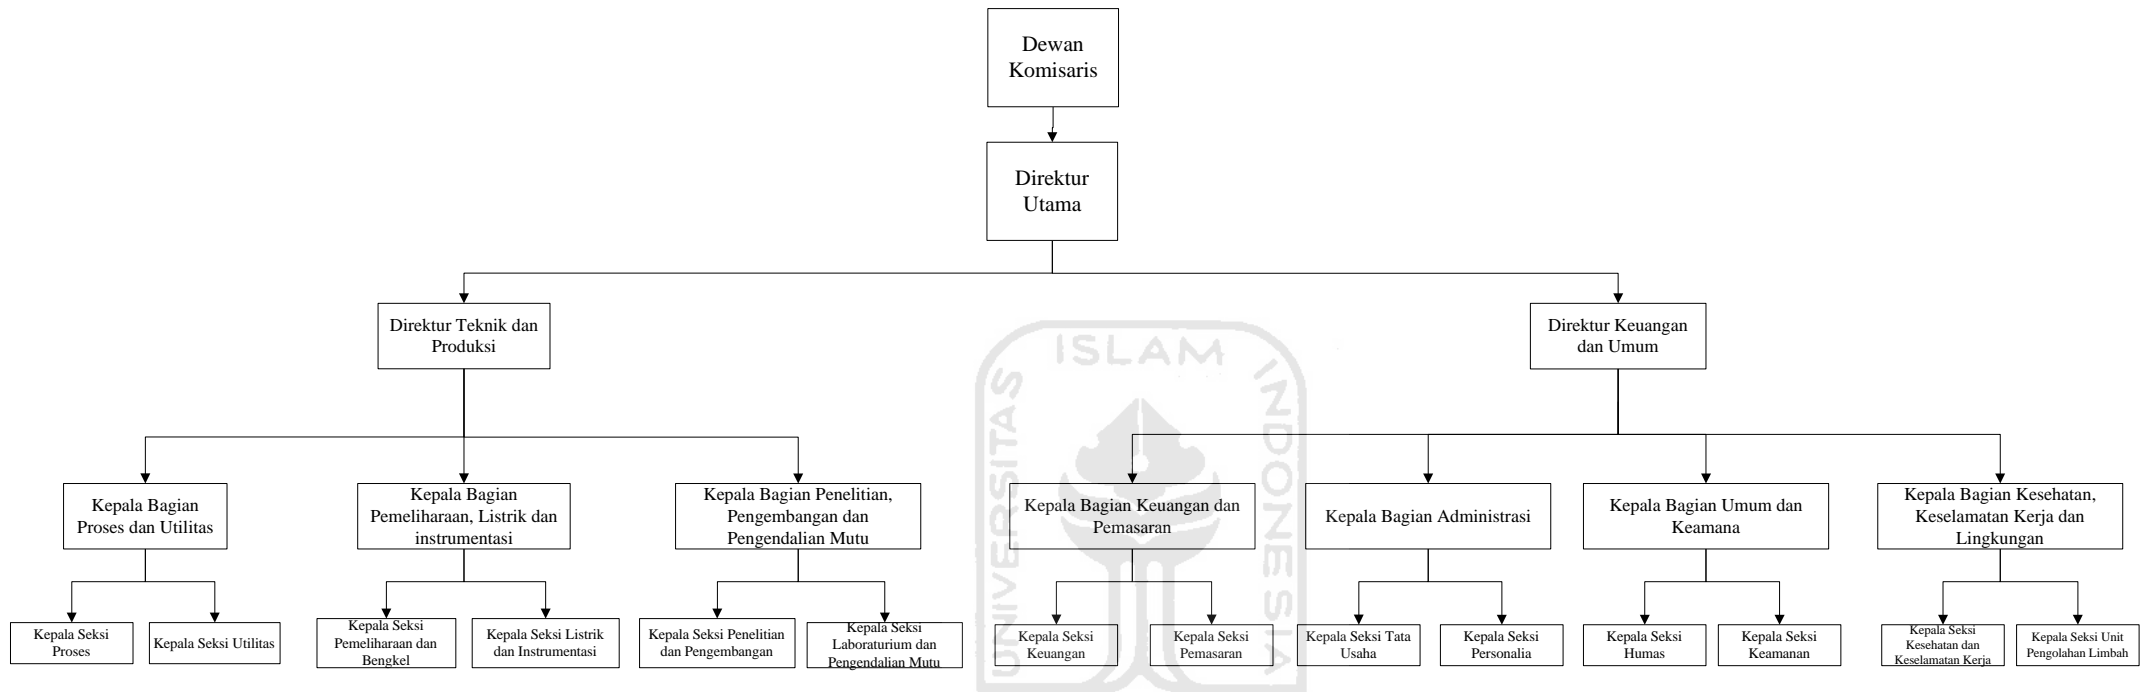 Dewan
Komisaris
Direktur
Utama
Direktur Teknik dan
Produksi
Direktur Keuangan
dan Umum
UNIVERSITAS
ISLAM
INDONESIA
Kepala Bagian
Proses dan Utilitas
Kepala Bagian
Pemeliharaan, Listrik dan
instrumentasi
Kepala Bagian Penelitian,
Pengembangan dan
Pengendalian Mutu
Kepala Bagian Keuangan dan
Pemasaran
Kepala Bagian Administrasi
Kepala Bagian Umum dan
Keamana
Kepala Bagian Kesehatan,
Keselamatan Kerja dan
Lingkungan
Kepala Seksi
Proses
Kepala Seksi Utilitas
Kepala Seksi
Pemeliharaan dan
Bengkel
Kepala Seksi Listrik
dan Instrumentasi
Kepala Seksi Penelitian
dan Pengembangan
Kepala Seksi
Laboraturium dan
Pengendalian Mutu
Kepala Seksi
Keuangan
Kepala Seksi
Pemasaran
Kepala Seksi Tata
Usaha
Kepala Seksi
Personalia
Kepala Seksi
Humas
Kepala Seksi
Keamanan
Kepala Seksi
Kesehatan dan
Keselamatan Kerja
Kepala Seksi Unit
Pengolahan Limbah